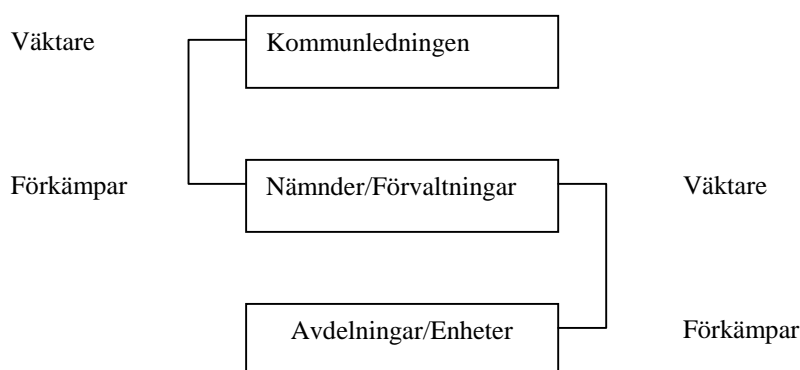 Väktare
Kommunledningen
Förkämpar
Nämnder/Förvaltningar
Väktare
Avdelningar/Enheter
Förkämpar